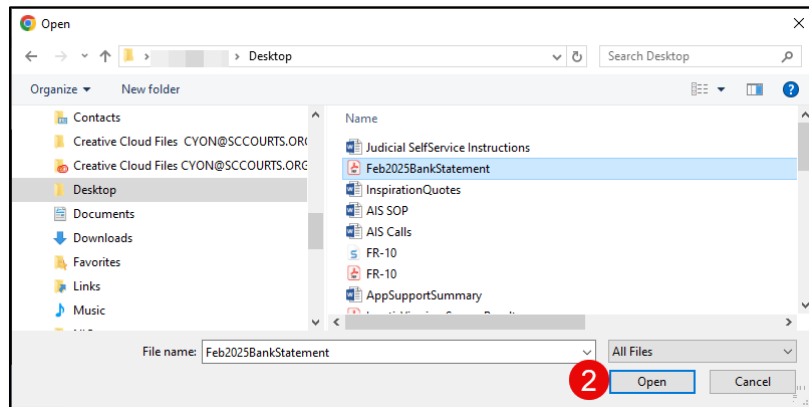 Open
Desktop
Search Desktop
Organize
New folder
?
Contacts
Creative Cloud Files CYON@SCCOURTS.OR
Creative Cloud Files CYON@SCCOURTS.ORG
Desktop
Documents
Downloads
Favorites
Links
Music
Name
Judicial SelfService Instructions
Feb2025BankStatement
InspirationQuotes
AIS SOP
AIS Calls
FR-10
FR-10
AppSupportSummary
File name: Feb2025BankStatement
All Files
2
Open
Cancel